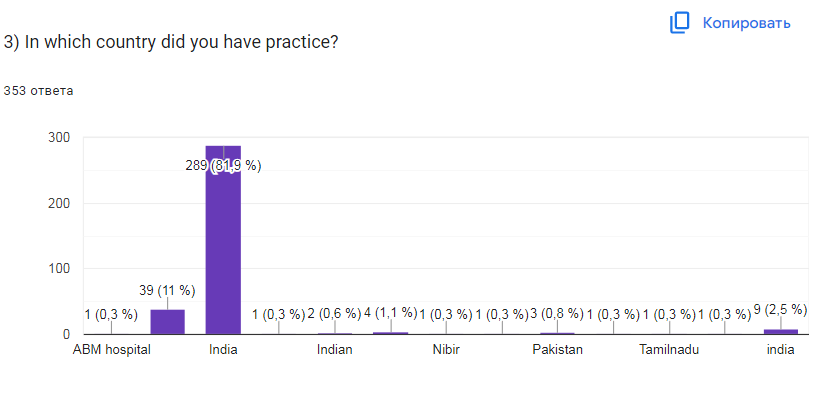 Копировать
3) In which country did you have practice?
353 ответа
300
200
100
0
289 (81,9 %)
39 (11 %)
1 (0,3 %)
1 (0,3 %)
2 (0,6 %)
4 (1,1 %)
1 (0,3 %)
1 (0,3 %)
3 (0,8 %)
1 (0,3 %)
1 (0,3 %)
1 (0,3 %)
9 (2,5 %)
ABM hospital
India
Indian
Nibir
Pakistan
Tamilnadu
india